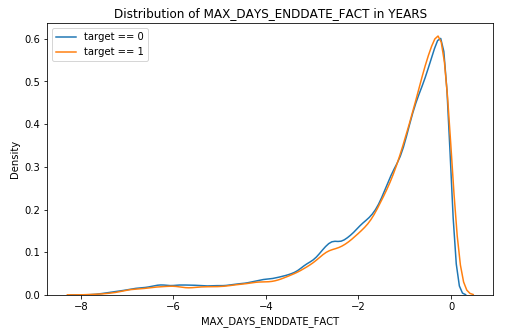 Distribution of MAX_DAYS_ENDDATE_FACT in YEARS
target == 0
target == 1
Density
0.6
0.5
0.4
0.3
0.2
0.1
0.0
−8
−6
−4
−2
0
MAX_DAYS_ENDDATE_FACT